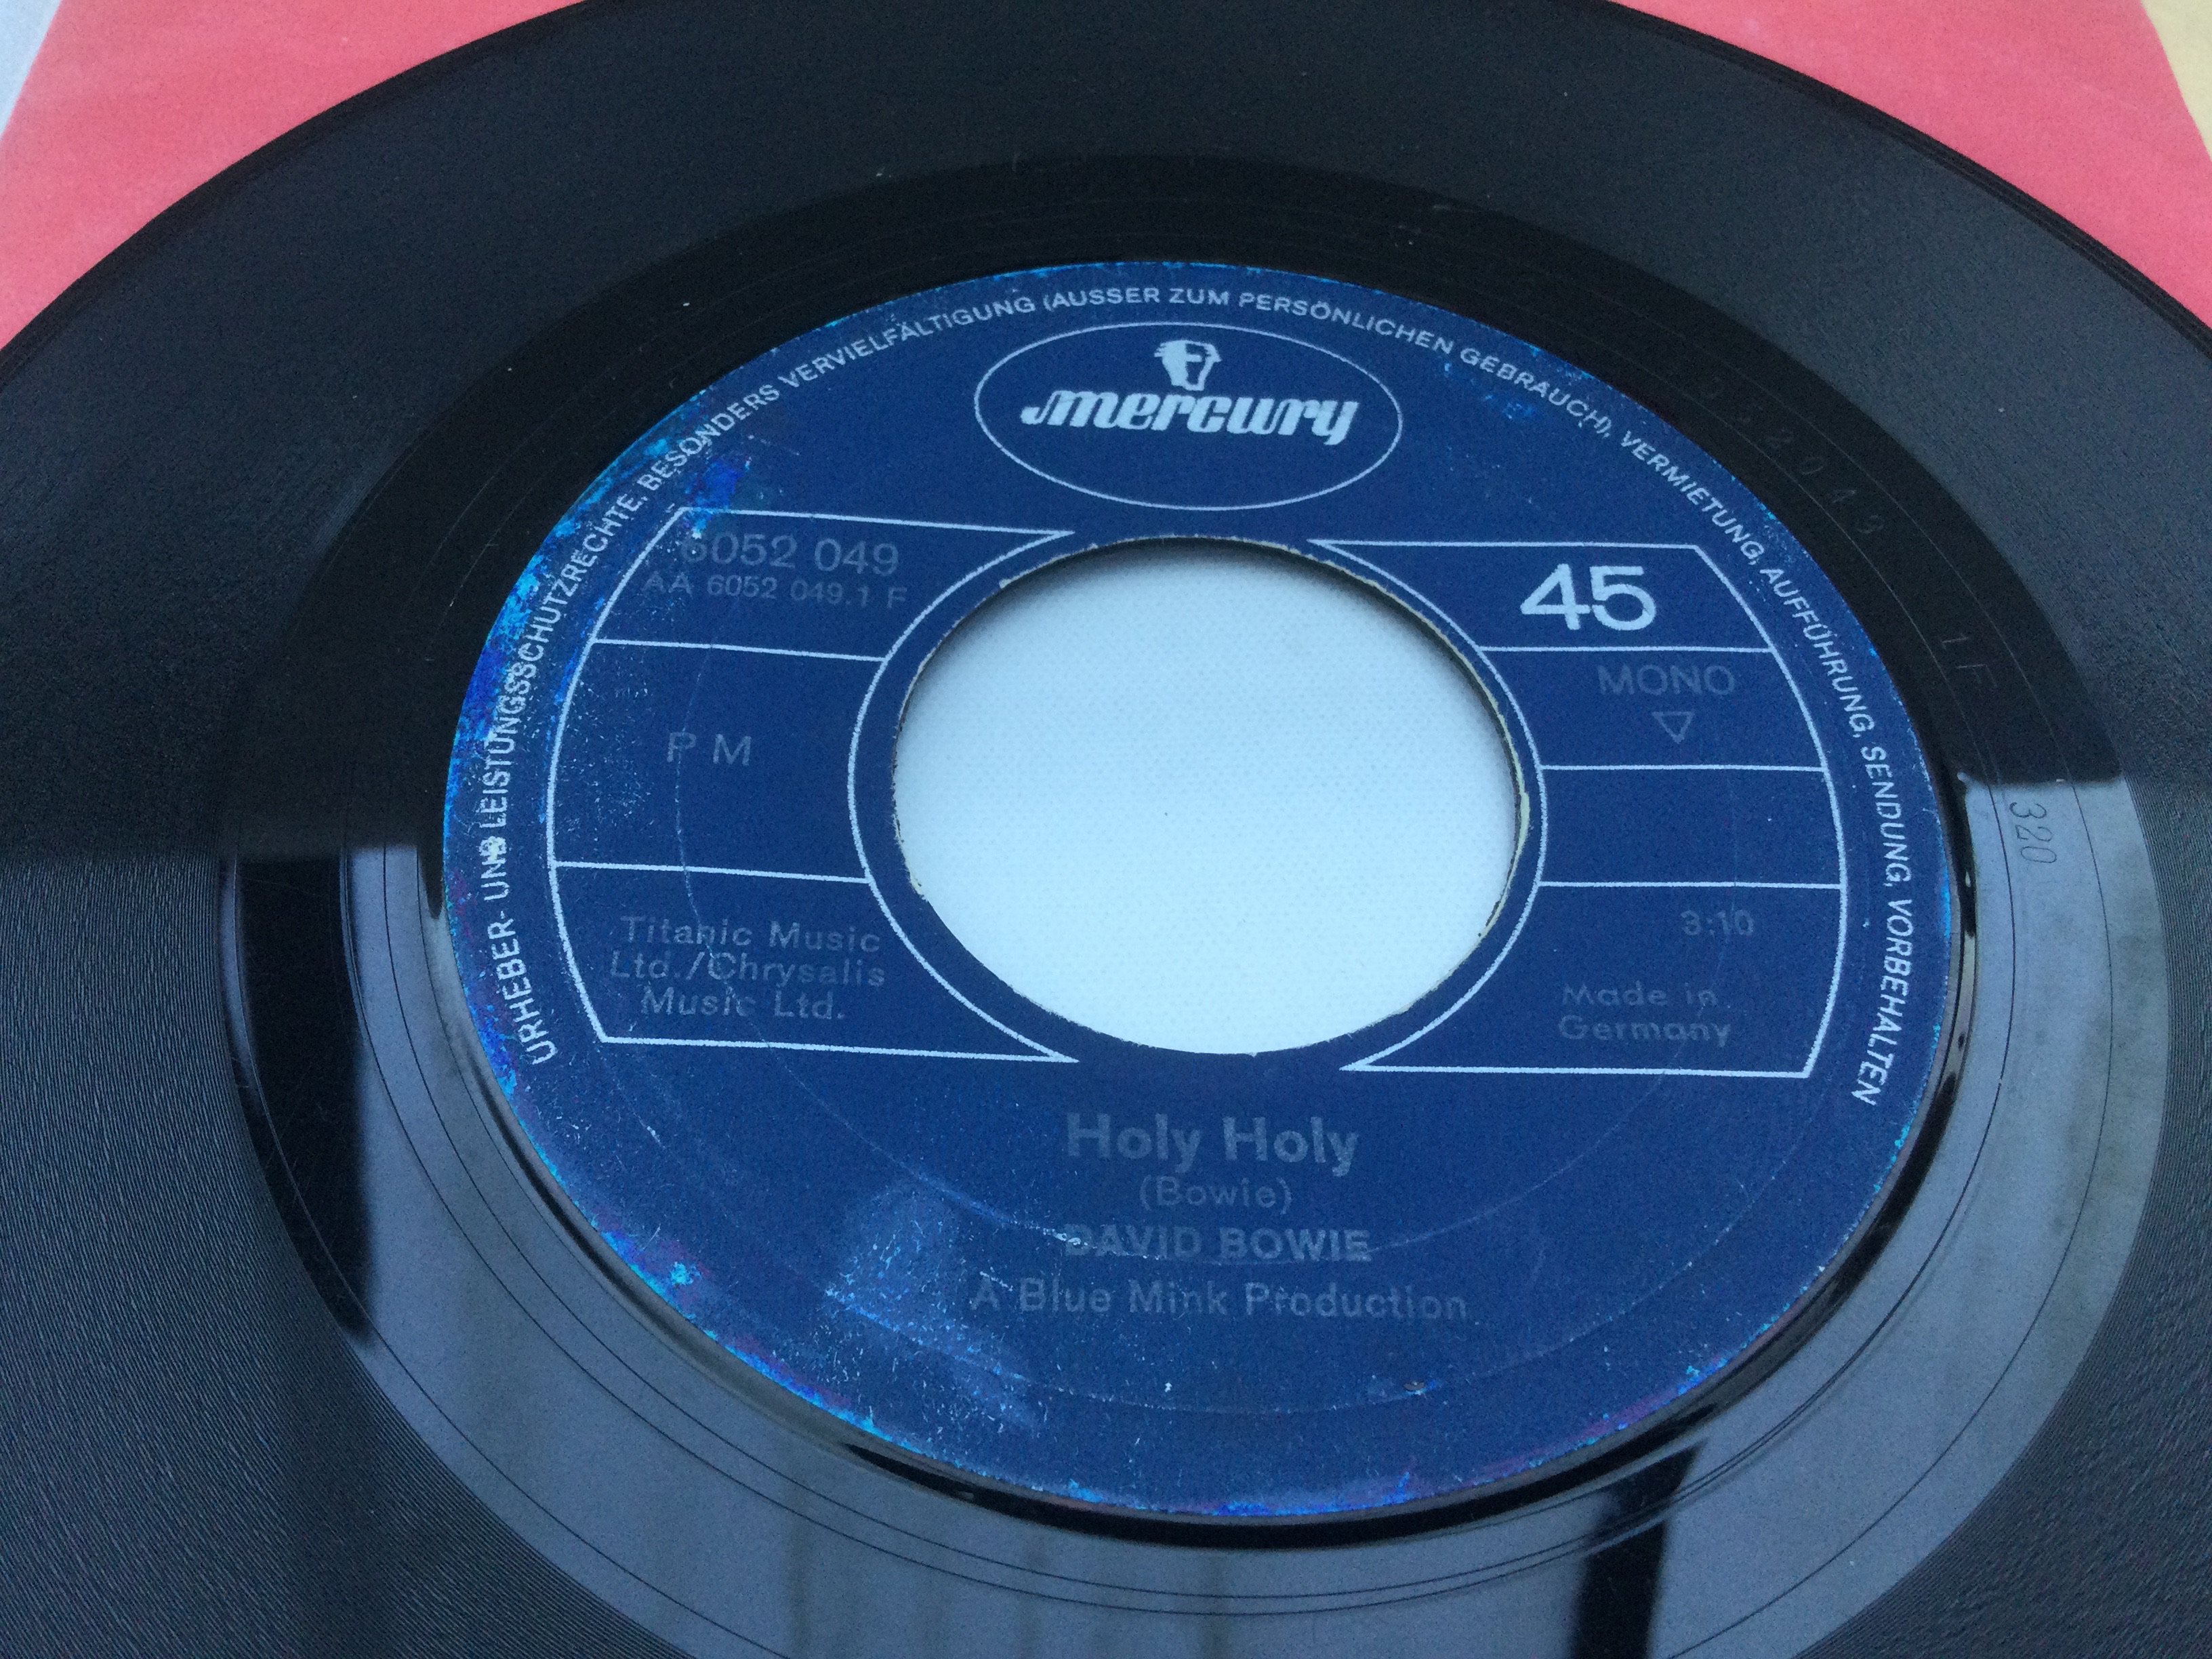 URHEBER- UND LEISTUNGSSCHUTZRECHTE, BESONDERS VERVIELFÄLTIGUNG (AUSSER ZUM PERSÖNLICHEN GEBRAUCH), VERMIETUNG, AUFFÜHRUNG, SENDUNG, VORBEHALTEN
mercury
6052 049
AA 6052 049.1 F
P M
Titanic Music
Ltd./Chrysalis
Music Ltd.
45
MONO
3:10
Made in
Germany
Holy Holy
(Bowie)
DAVID BOWIE
A Blue Mink Production
320